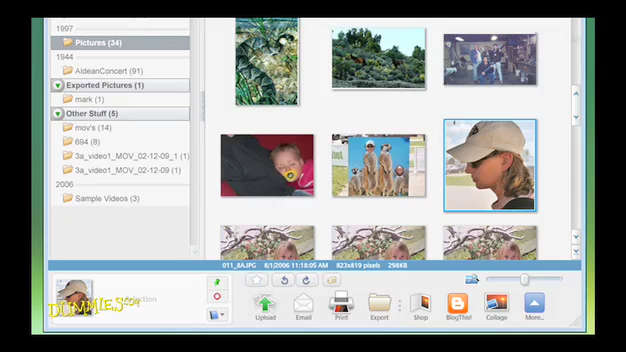 1997
Pictures (34)
1944
AldeanConcert (91)
Exported Pictures (1)
mark (1)
Other Stuff (5)
mov's (14)
694 (8)
3a_video1_MOV_02-12-09_1 (1)
3a_video1_MOV_02-12-09 (1)
2006
Sample Videos (3)
011_8A.JPG 8/1/2006 11:18:05 AM 823x819 pixels 298KB
DUMMIES.COM
Upload
Email
Print
Export
Shop
BlogThis!
Collage
More...